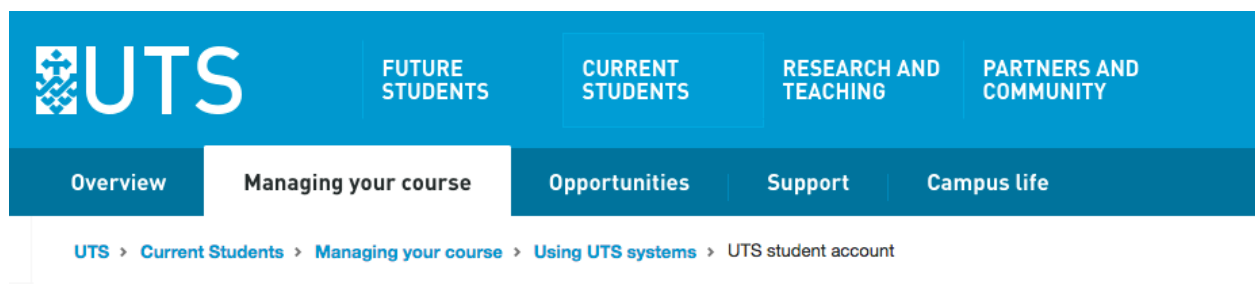 UTS
FUTURE
STUDENTS
CURRENT
STUDENTS
RESEARCH AND
TEACHING
PARTNERS AND
COMMUNITY
Overview
Managing your course
Opportunities
Support
Campus life
UTS > Current Students > Managing your course > Using UTS systems > UTS student account